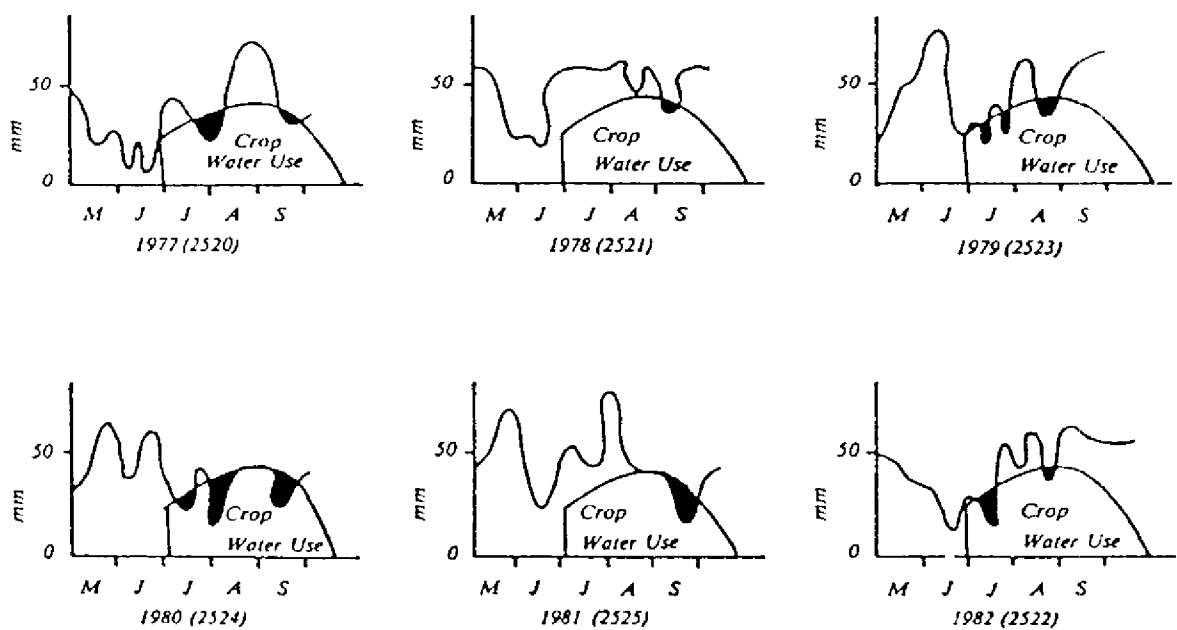 50
mm
0
Crop
Water Use
M J J A S
1977 (2520)
50
mm
0
Crop
Water Use
M J J A S
1978 (2521)
50
mm
0
Crop
Water Use
M J J A S
1979 (2523)
50
mm
0
Crop
Water Use
M J J A S
1980 (2524)
50
mm
0
Crop
Water Use
M J J A S
1981 (2525)
50
mm
0
Crop
Water Use
M J J A S
1982 (2522)